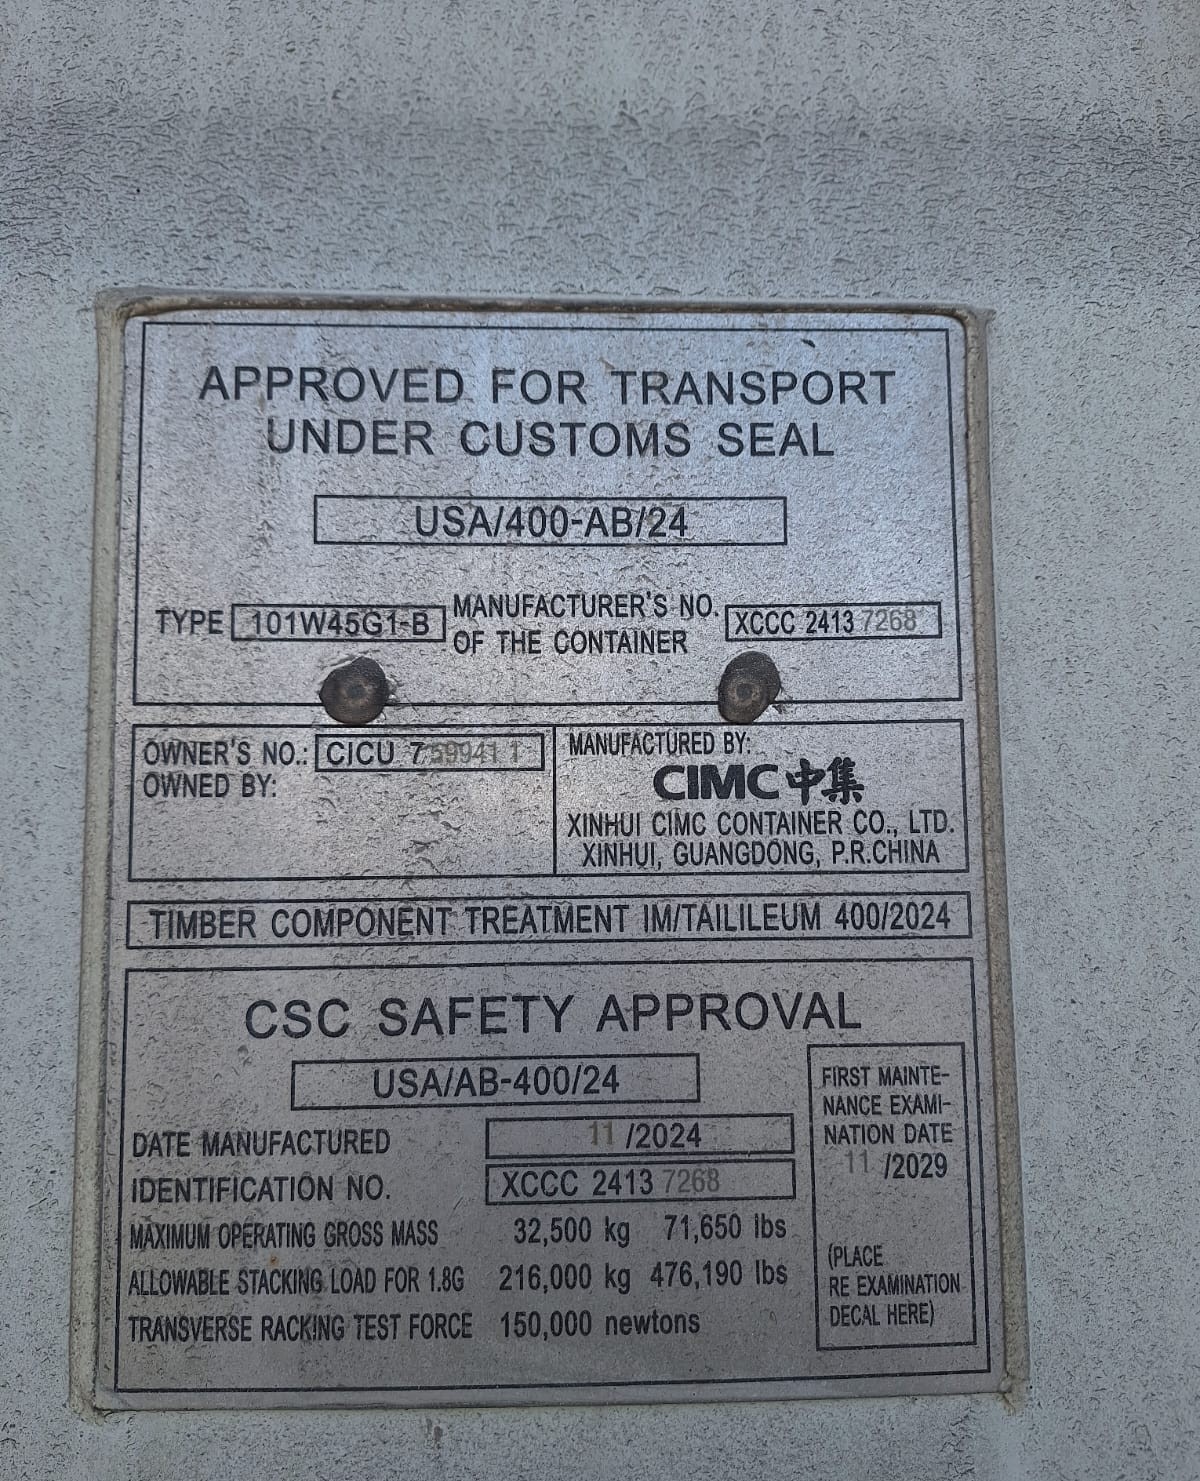 APPROVED FOR TRANSPORT
UNDER CUSTOMS SEAL
USA/400-AB/24
TYPE 101W45G1-B MANUFACTURER'S NO. OF THE CONTAINER XCCC 2413 7268
OWNER'S NO.: CICU 7599411
OWNED BY:
MANUFACTURED BY:
CIMC中集
XINHUI CIMC CONTAINER CO., LTD.
XINHUI, GUANGDONG, P.R.CHINA
TIMBER COMPONENT TREATMENT IM/TAILILEUM 400/2024
CSC SAFETY APPROVAL
USA/AB-400/24
DATE MANUFACTURED 11 /2024
IDENTIFICATION NO. XCCC 2413 7268
MAXIMUM OPERATING GROSS MASS 32,500 kg 71,650 lbs
ALLOWABLE STACKING LOAD FOR 1.8G 216,000 kg 476,190 lbs
TRANSVERSE RACKING TEST FORCE 150,000 newtons
FIRST MAINTE-
NANCE EXAMI-
NATION DATE
11 /2029
(PLACE
RE EXAMINATION
DECAL HERE)